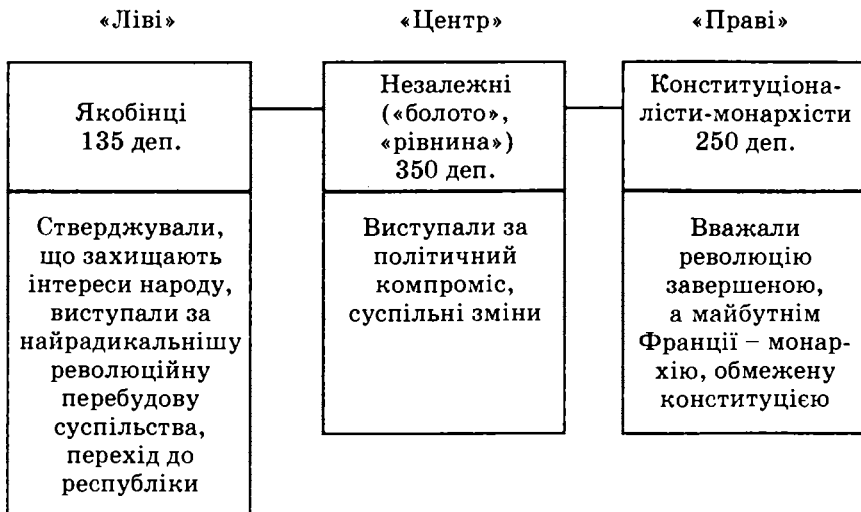 «Ліві»
«Центр»
«Праві»
Якобінці
135 деп.
Незалежні
(«болото»,
«рівнина»)
350 деп.
Конституціона-
лісти-монархісти
250 деп.
Стверджували,
що захищають
інтереси народу,
виступали за
найрадикальнішу
революційну
перебудову
суспільства,
перехід до
республіки
Виступали за
політичний
компроміс,
суспільні зміни
Вважали
революцію
завершеною,
а майбутнім
Франції – монар-
хію, обмежену
конституцією